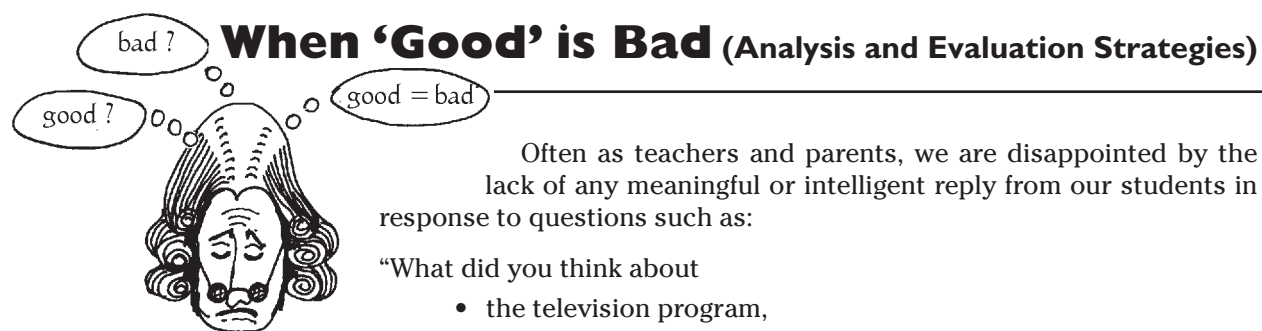 bad ?
When ‘Good’ is Bad (Analysis and Evaluation Strategies)
good ?
good = bad
Often as teachers and parents, we are disappointed by the
lack of any meaningful or intelligent reply from our students in
response to questions such as:
“What did you think about
• the television program,